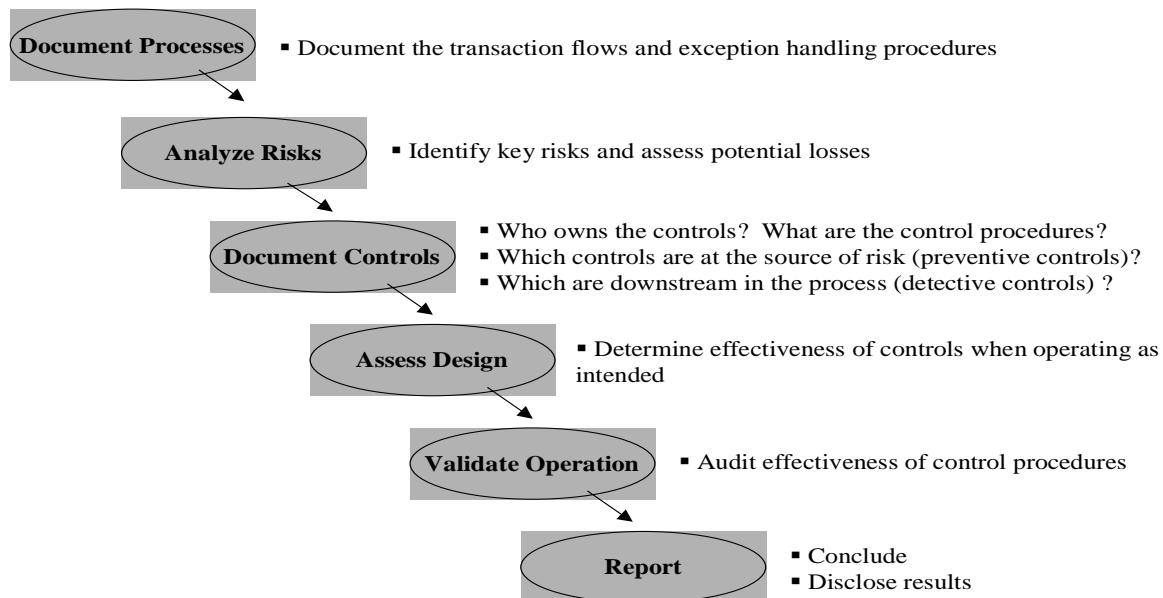 Document Processes
▪ Document the transaction flows and exception handling procedures
Analyze Risks
▪ Identify key risks and assess potential losses
Document Controls
▪ Who owns the controls?  What are the control procedures?
▪ Which controls are at the source of risk (preventive controls)?
▪ Which are downstream in the process (detective controls) ?
Assess Design
▪ Determine effectiveness of controls when operating as
intended
Validate Operation
▪ Audit effectiveness of control procedures
Report
▪ Conclude
▪ Disclose results